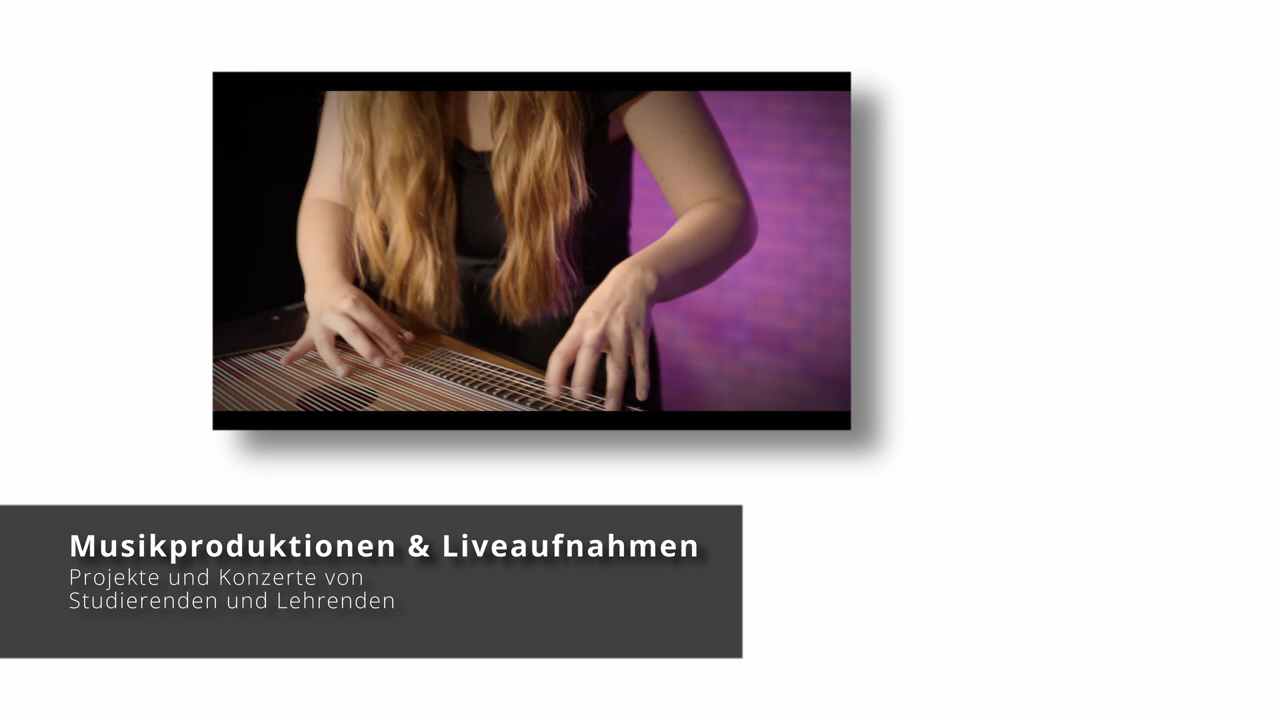 Musikproduktionen & Liveaufnahmen
Projekte und Konzerte von
Studierenden und Lehrenden